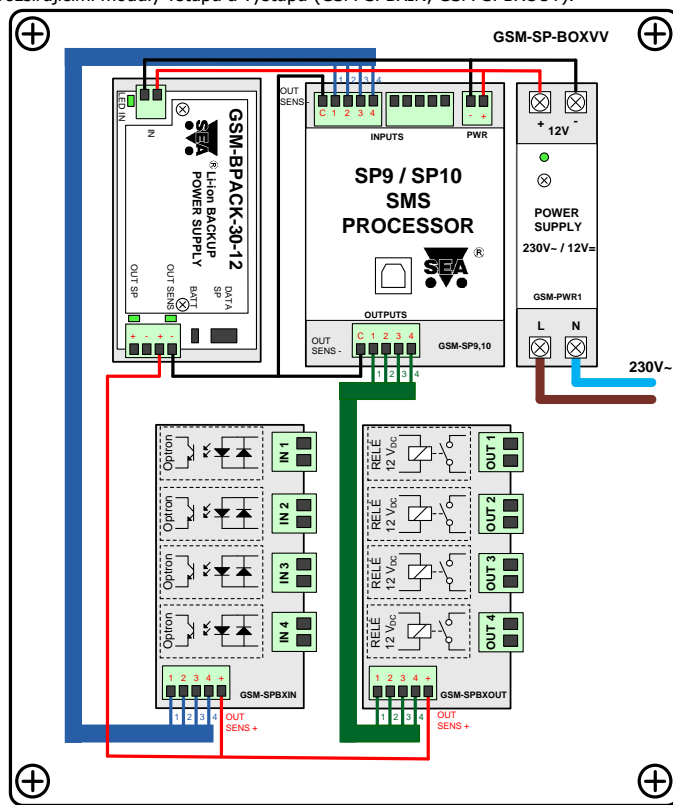 GSM-SP-BOXVV
OUT
SENS -
1 2 3 4
C 1 2 3 4
INPUTS
- +
PWR
SP9 / SP10
SMS
PROCESSOR
SEA ®
OUTPUTS
OUT
SENS -
C 1 2 3 4
GSM-SP9,10
1 2 3 4
LED IN
IN
GSM-BPACK-30-12
SEA ®
Li-ion BACKUP
POWER SUPPLY
OUT SP
OUT SENS
BATT
DATA
SP
+ - + -
+ -
12V
POWER
SUPPLY
230V~ / 12V=
GSM-PWR1
L N
230V~
Optron
IN 1
Optron
IN 2
Optron
IN 3
Optron
IN 4
1 2 3 4 +
GSM-SPBXIN
1 2 3 4
OUT
SENS +
RELÉ
12 VDC
OUT 1
RELÉ
12 VDC
OUT 2
RELÉ
12 VDC
OUT 3
RELÉ
12 VDC
OUT 4
1 2 3 4 +
GSM-SPBXOUT
1 2 3 4
OUT
SENS +